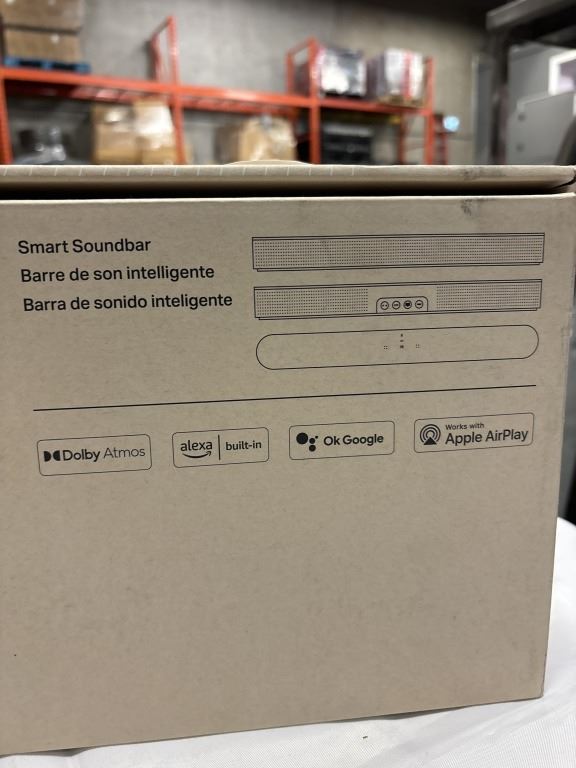 Smart Soundbar
Barre de son intelligente
Barra de sonido inteligente
Dolby Atmos
alexa | built-in
Ok Google
Works with
Apple AirPlay